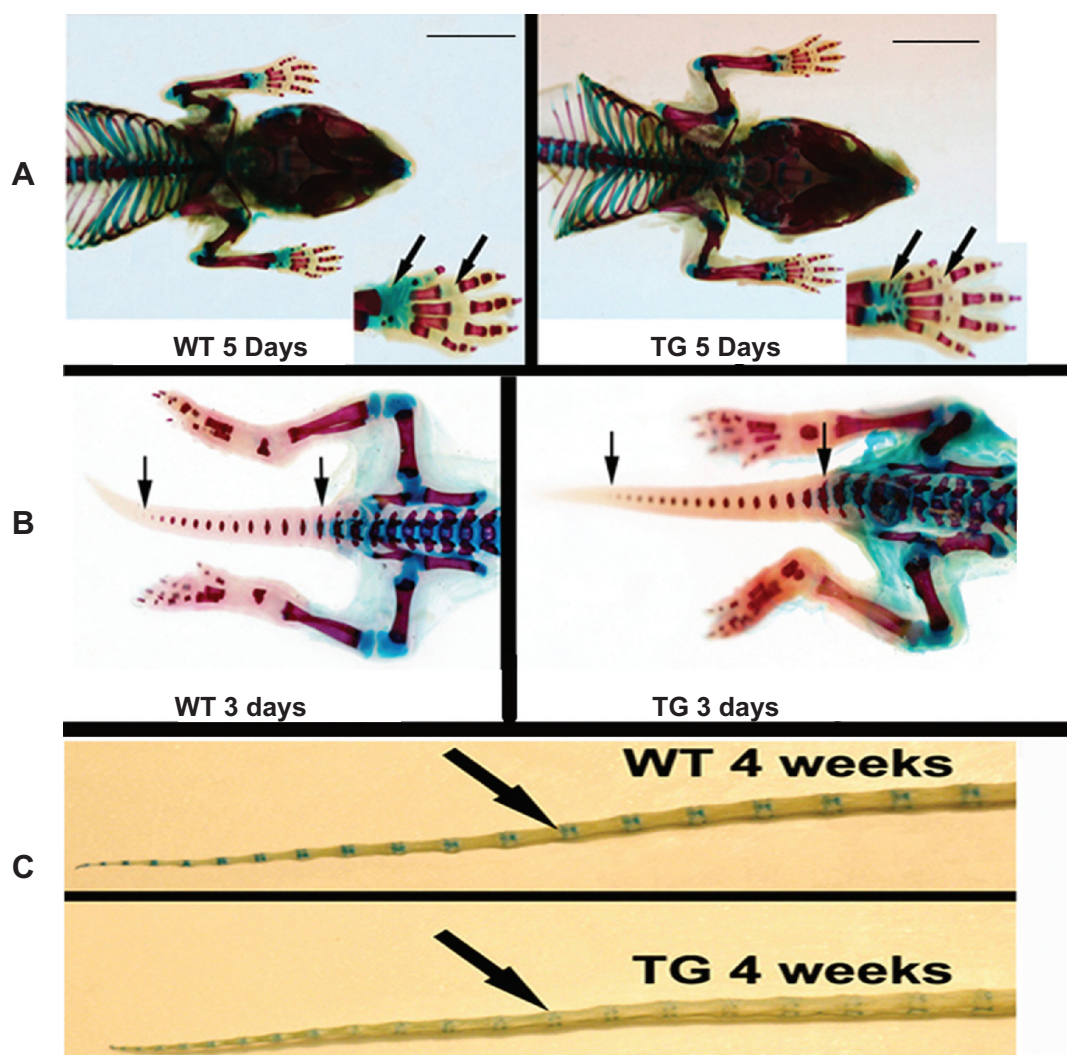 A
WT 5 Days
TG 5 Days
B
WT 3 days
TG 3 days
C
WT 4 weeks
TG 4 weeks